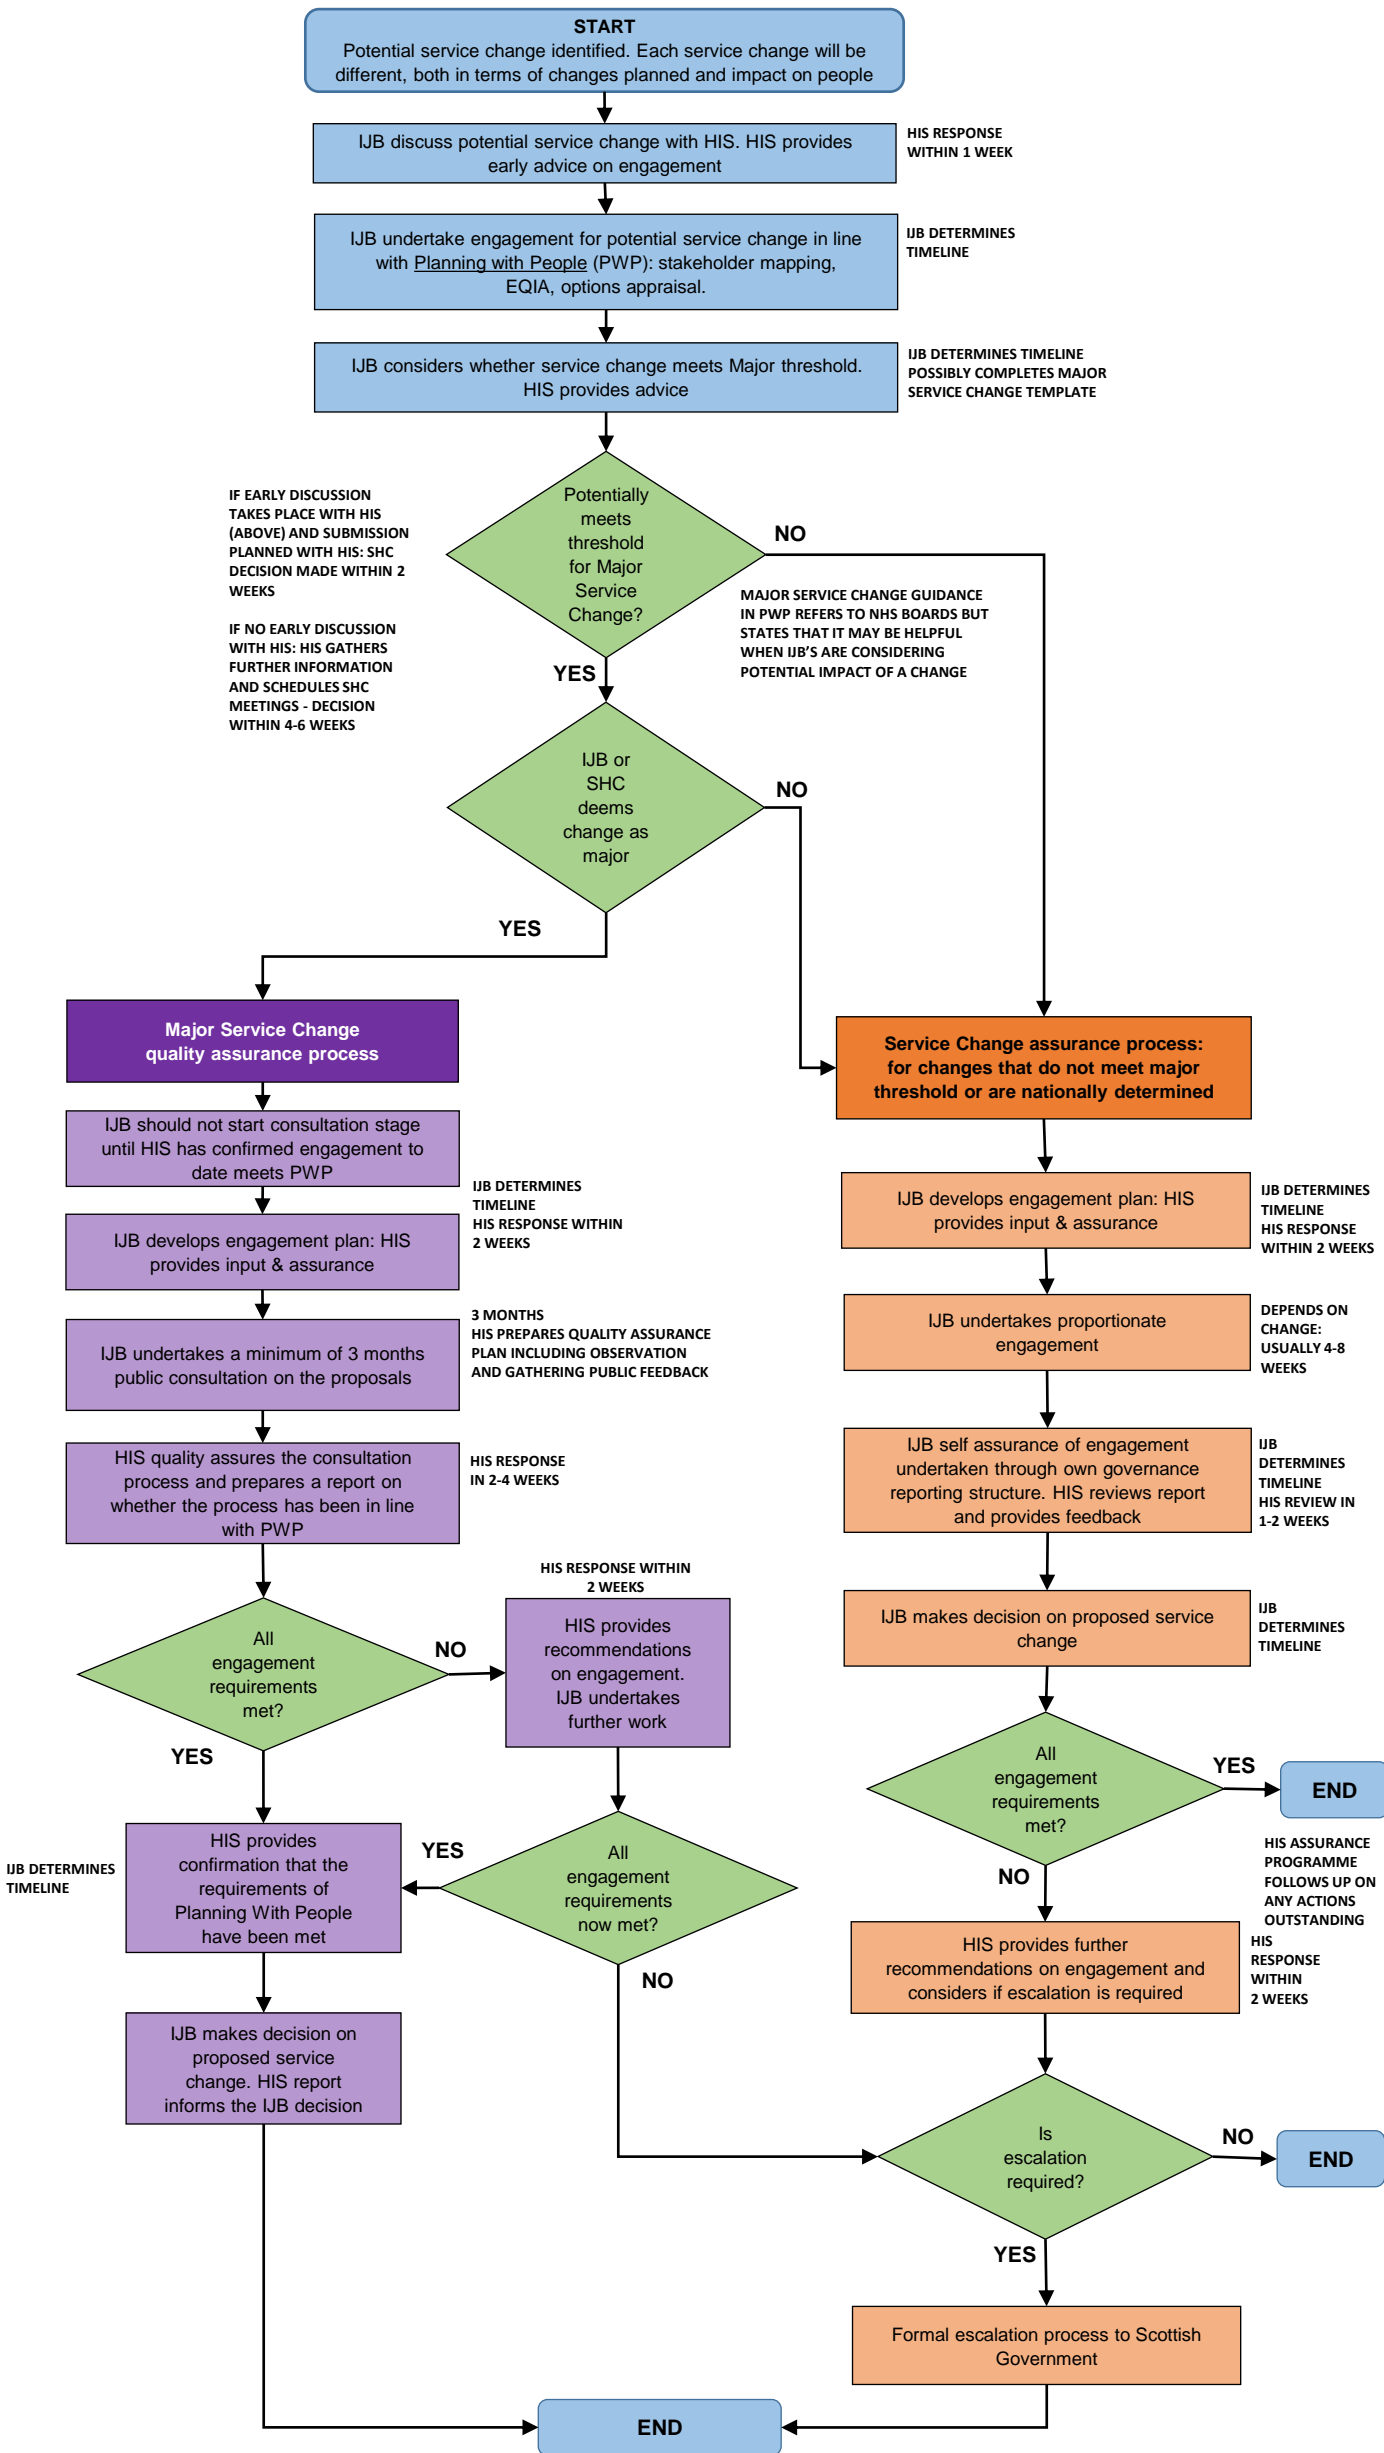 START
Potential service change identified. Each service change will be
different, both in terms of changes planned and impact on people
IJB discuss potential service change with HIS. HIS provides
early advice on engagement
HIS RESPONSE
WITHIN 1 WEEK
IJB undertake engagement for potential service change in line
with Planning with People (PWP): stakeholder mapping,
EQIA, options appraisal.
IJB DETERMINES
TIMELINE
IJB considers whether service change meets Major threshold.
HIS provides advice
IJB DETERMINES TIMELINE
POSSIBLY COMPLETES MAJOR
SERVICE CHANGE TEMPLATE
IF EARLY DISCUSSION
TAKES PLACE WITH HIS
(ABOVE) AND SUBMISSION
PLANNED WITH HIS: SHC
DECISION MADE WITHIN 2
WEEKS
IF NO EARLY DISCUSSION
WITH HIS: HIS GATHERS
FURTHER INFORMATION
AND SCHEDULES SHC
MEETINGS - DECISION
WITHIN 4-6 WEEKS
Potentially
meets
threshold
for Major
Service
Change?
NO
MAJOR SERVICE CHANGE GUIDANCE
IN PWP REFERS TO NHS BOARDS BUT
STATES THAT IT MAY BE HELPFUL
WHEN IJB'S ARE CONSIDERING
POTENTIAL IMPACT OF A CHANGE
YES
IJB or
SHC
deems
change as
major
NO
YES
Major Service Change
quality assurance process
IJB should not start consultation stage
until HIS has confirmed engagement to
date meets PWP
IJB DETERMINES
TIMELINE
HIS RESPONSE WITHIN
2 WEEKS
IJB develops engagement plan: HIS
provides input & assurance
3 MONTHS
HIS PREPARES QUALITY ASSURANCE
PLAN INCLUDING OBSERVATION
AND GATHERING PUBLIC FEEDBACK
IJB undertakes a minimum of 3 months
public consultation on the proposals
HIS quality assures the consultation
process and prepares a report on
whether the process has been in line
with PWP
HIS RESPONSE
IN 2-4 WEEKS
All
engagement
requirements
met?
NO
HIS RESPONSE WITHIN
2 WEEKS
HIS provides
recommendations
on engagement.
IJB undertakes
further work
YES
HIS provides
confirmation that the
requirements of
Planning With People
have been met
IJB DETERMINES
TIMELINE
YES
All
engagement
requirements
now met?
NO
IJB makes decision on
proposed service
change. HIS report
informs the IJB decision
Service Change assurance process:
for changes that do not meet major
threshold or are nationally determined
IJB develops engagement plan: HIS
provides input & assurance
IJB DETERMINES
TIMELINE
HIS RESPONSE
WITHIN 2 WEEKS
IJB undertakes proportionate
engagement
DEPENDS ON
CHANGE:
USUALLY 4-8
WEEKS
IJB self assurance of engagement
undertaken through own governance
reporting structure. HIS reviews report
and provides feedback
IJB
DETERMINES
TIMELINE
HIS REVIEW IN
1-2 WEEKS
IJB makes decision on proposed service
change
IJB
DETERMINES
TIMELINE
All
engagement
requirements
met?
YES
END
NO
HIS ASSURANCE
PROGRAMME
FOLLOWS UP ON
ANY ACTIONS
OUTSTANDING
HIS provides further
recommendations on engagement and
considers if escalation is required
HIS
RESPONSE
WITHIN
2 WEEKS
Is
escalation
required?
NO
END
YES
Formal escalation process to Scottish
Government
END